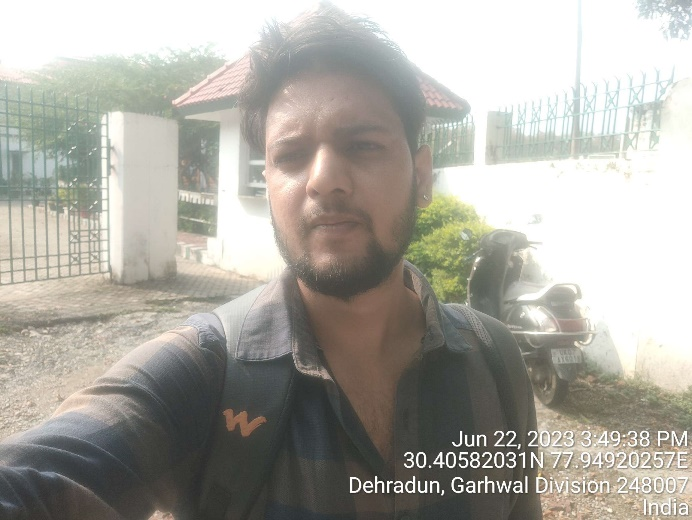 W
Jun 22, 2023 3:49:38 PM
30.40582031N 77.94920257E
Dehradun, Garhwal Division 248007
India